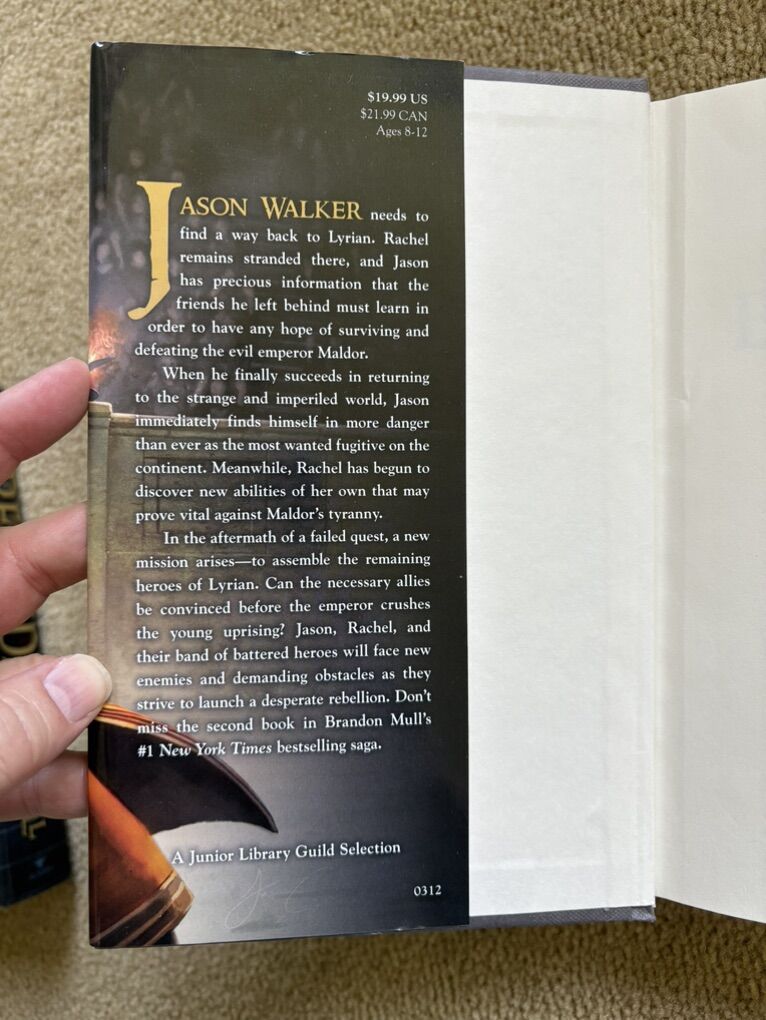 $19.99 US
$21.99 CAN
Ages 8-12
JASON WALKER needs to
find a way back to Lyrian. Rachel
remains stranded there, and Jason
has precious information that the
friends he left behind must learn in
order to have any hope of surviving and
defeating the evil emperor Maldor.
When he finally succeeds in returning
to the strange and imperiled world, Jason
immediately finds himself in more danger
than ever as the most wanted fugitive on the
continent. Meanwhile, Rachel has begun to
discover new abilities of her own that may
prove vital against Maldor's tyranny.
In the aftermath of a failed quest, a new
mission arises—to assemble the remaining
heroes of Lyrian. Can the necessary allies
be convinced before the emperor crushes
the young uprising? Jason, Rachel, and
their band of battered heroes will face new
enemies and demanding obstacles as they
strive to launch a desperate rebellion. Don't
miss the second book in Brandon Mull's
#1 New York Times bestselling saga.
A Junior Library Guild Selection
0312